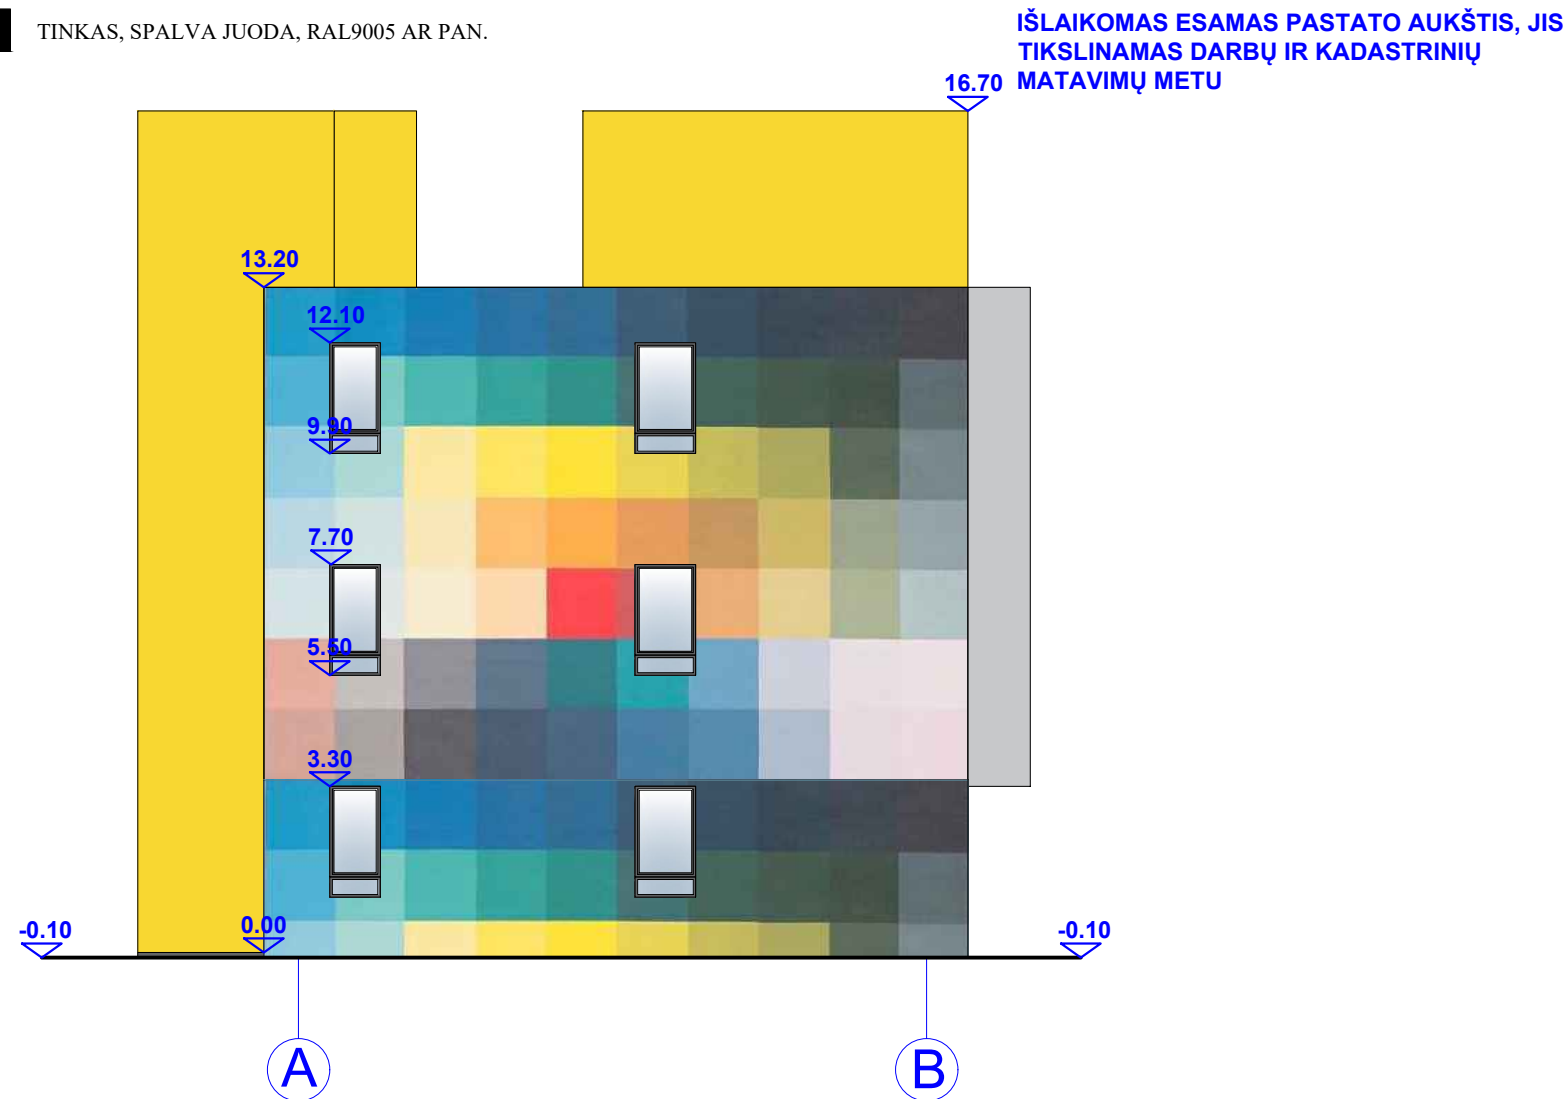 TINKAS, SPALVA JUODA, RAL9005 AR PAN.
IŠLAIKOMAS ESAMAS PASTATO AUKŠTIS, JIS
TIKSLINAMAS DARBŲ IR KADASTRINIŲ
MATAVIMŲ METU
16.70
13.20
12.10
9.90
7.70
5.50
3.30
0.00
-0.10
-0.10
A
B